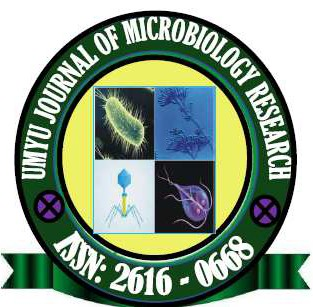 UMYU JOURNAL OF MICROBIOLOGY RESEARCH
ISSN: 2616 - 0668